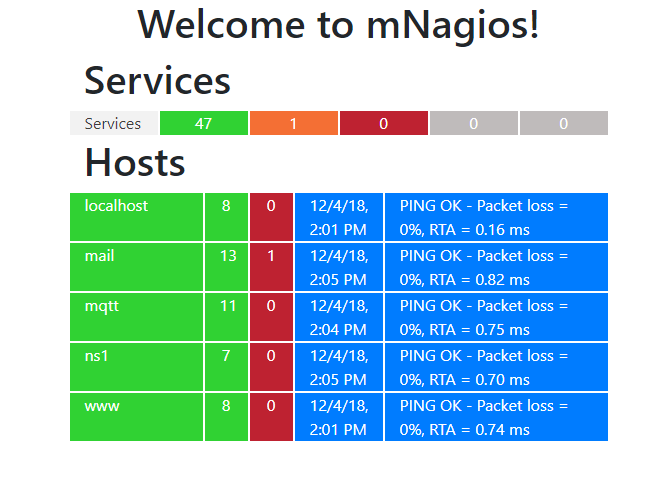 Welcome to mNagios!
Services
Services 47 1 0 0 0
Hosts
localhost 8 0 12/4/18, PING OK - Packet loss =
2:01 PM 0%, RTA = 0.16 ms
mail 13 1 12/4/18, PING OK - Packet loss =
2:05 PM 0%, RTA = 0.82 ms
mqtt 11 0 12/4/18, PING OK - Packet loss =
2:04 PM 0%, RTA = 0.75 ms
ns1 7 0 12/4/18, PING OK - Packet loss =
2:05 PM 0%, RTA = 0.70 ms
www 8 0 12/4/18, PING OK - Packet loss =
2:01 PM 0%, RTA = 0.74 ms